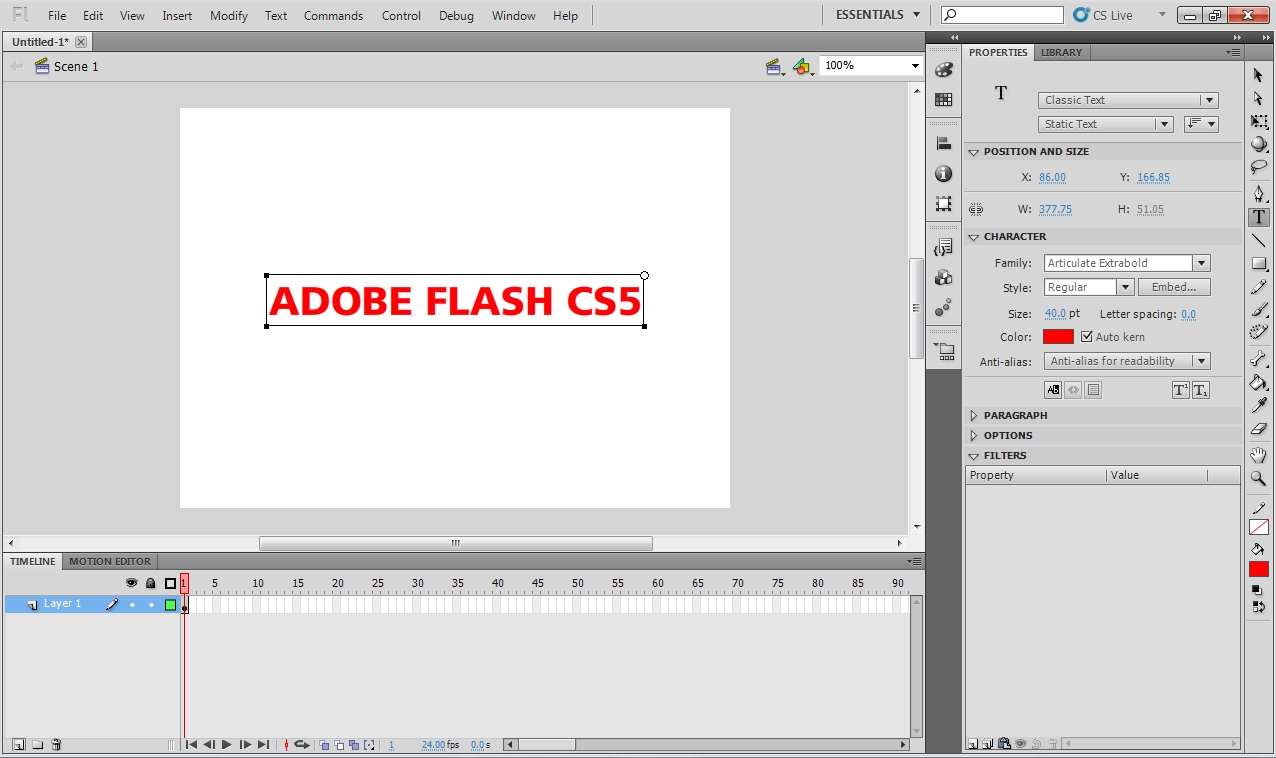 Fl File Edit View Insert Modify Text Commands Control Debug Window Help ESSENTIALS CS Live
Untitled-1*
Scene 1 100%
ADOBE FLASH CS5
PROPERTIES LIBRARY
T Classic Text
Static Text
POSITION AND SIZE
X: 86.00 Y: 166.85
W: 377.75 H: 51.05
CHARACTER
Family: Articulate Extrabold
Style: Regular Embed...
Size: 40.0 pt Letter spacing: 0.0
Color: Auto kern
Anti-alias: Anti-alias for readability
AB T¹ T₁
PARAGRAPH
OPTIONS
FILTERS
Property Value
T
TIMELINE MOTION EDITOR
1 5 10 15 20 25 30 35 40 45 50 55 60 65 70 75 80 85 90
Layer 1
1 24.00 fps 0.0 s